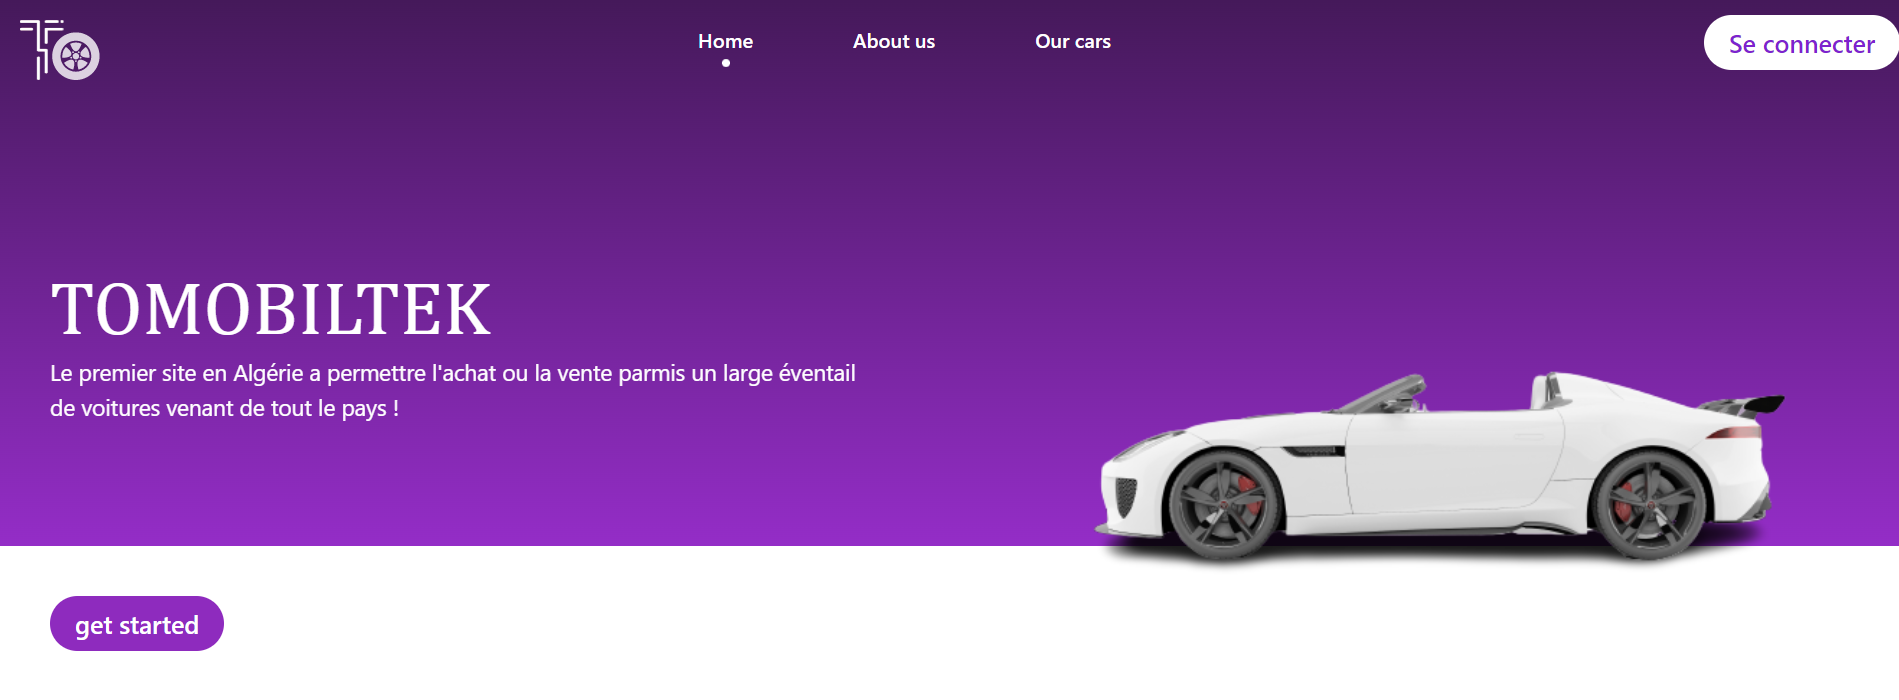 Home
About us
Our cars
Se connecter
TOMOBILTEK
Le premier site en Algérie a permettre l'achat ou la vente parmis un large éventail
de voitures venant de tout le pays !
get started